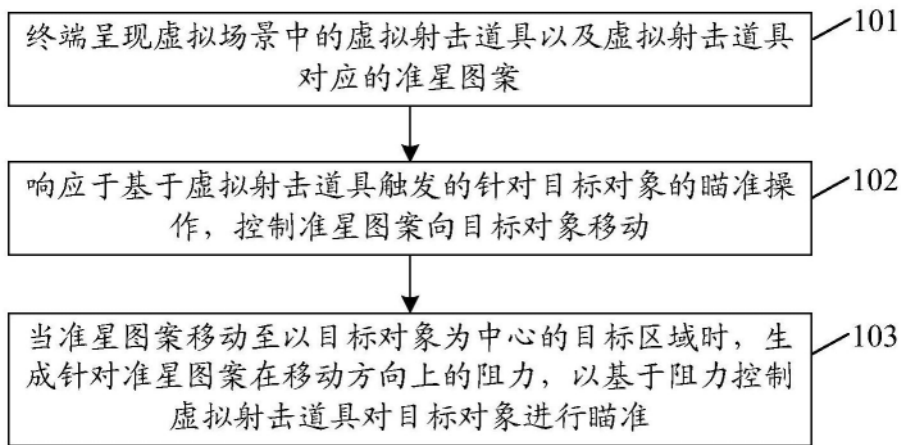 终端呈现虚拟场景中的虚拟射击道具以及虚拟射击道具
对应的准星图案
101
响应于基于虚拟射击道具触发的针对目标对象的瞄准操
作，控制准星图案向目标对象移动
102
当准星图案移动至以目标对象为中心的目标区域时，生
成针对准星图案在移动方向上的阻力，以基于阻力控制
虚拟射击道具对目标对象进行瞄准
103